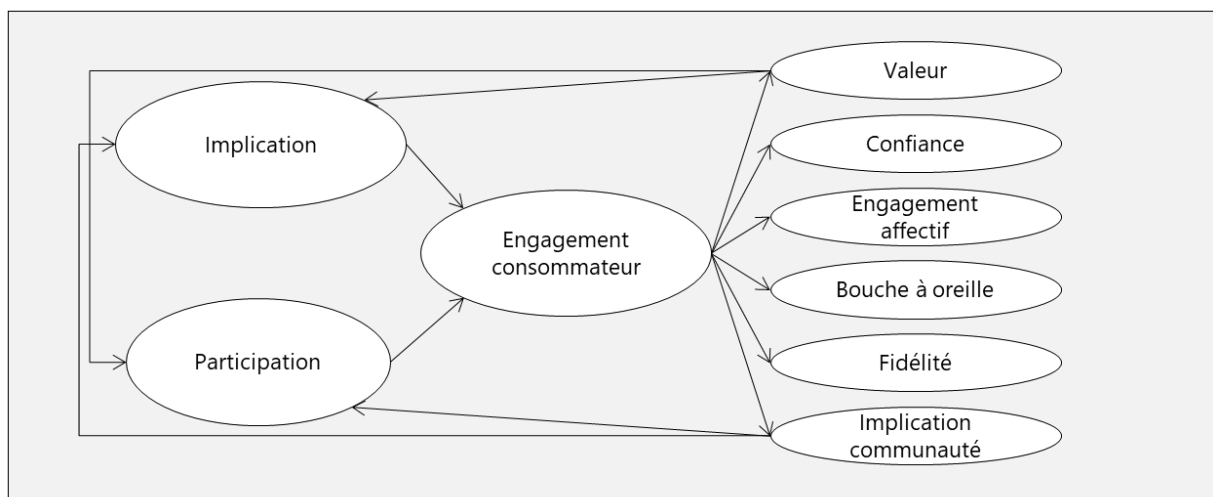 Valeur
Implication
Confiance
Engagement
affectif
Engagement
consommateur
Bouche à oreille
Participation
Fidélité
Implication
communauté